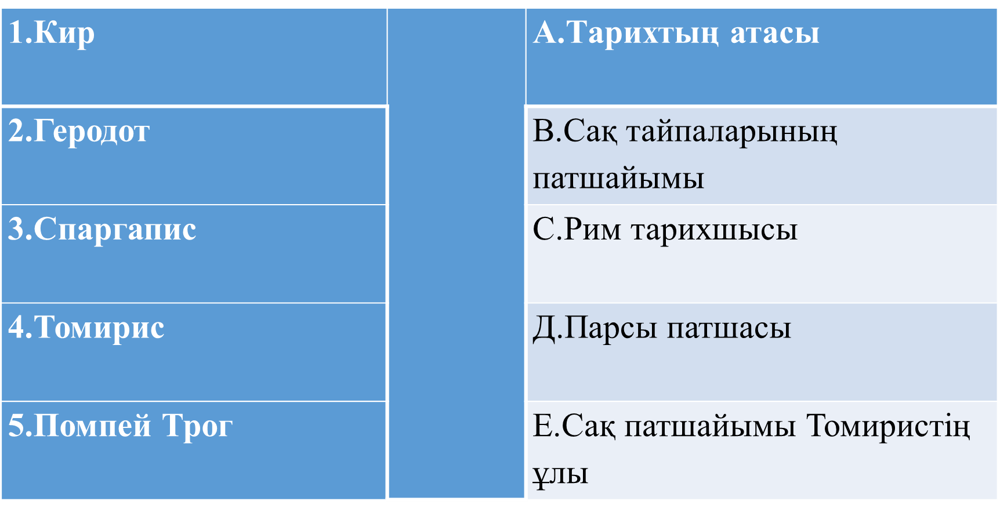 1.Кир
А.Тарихтың атасы
2.Геродот
В.Сақ тайпаларының
патшайымы
3.Спаргапис
С.Рим тарихшысы
4.Томирис
Д.Парсы патшасы
5.Помпей Трог
Е.Сақ патшайымы Томиристің
ұлы